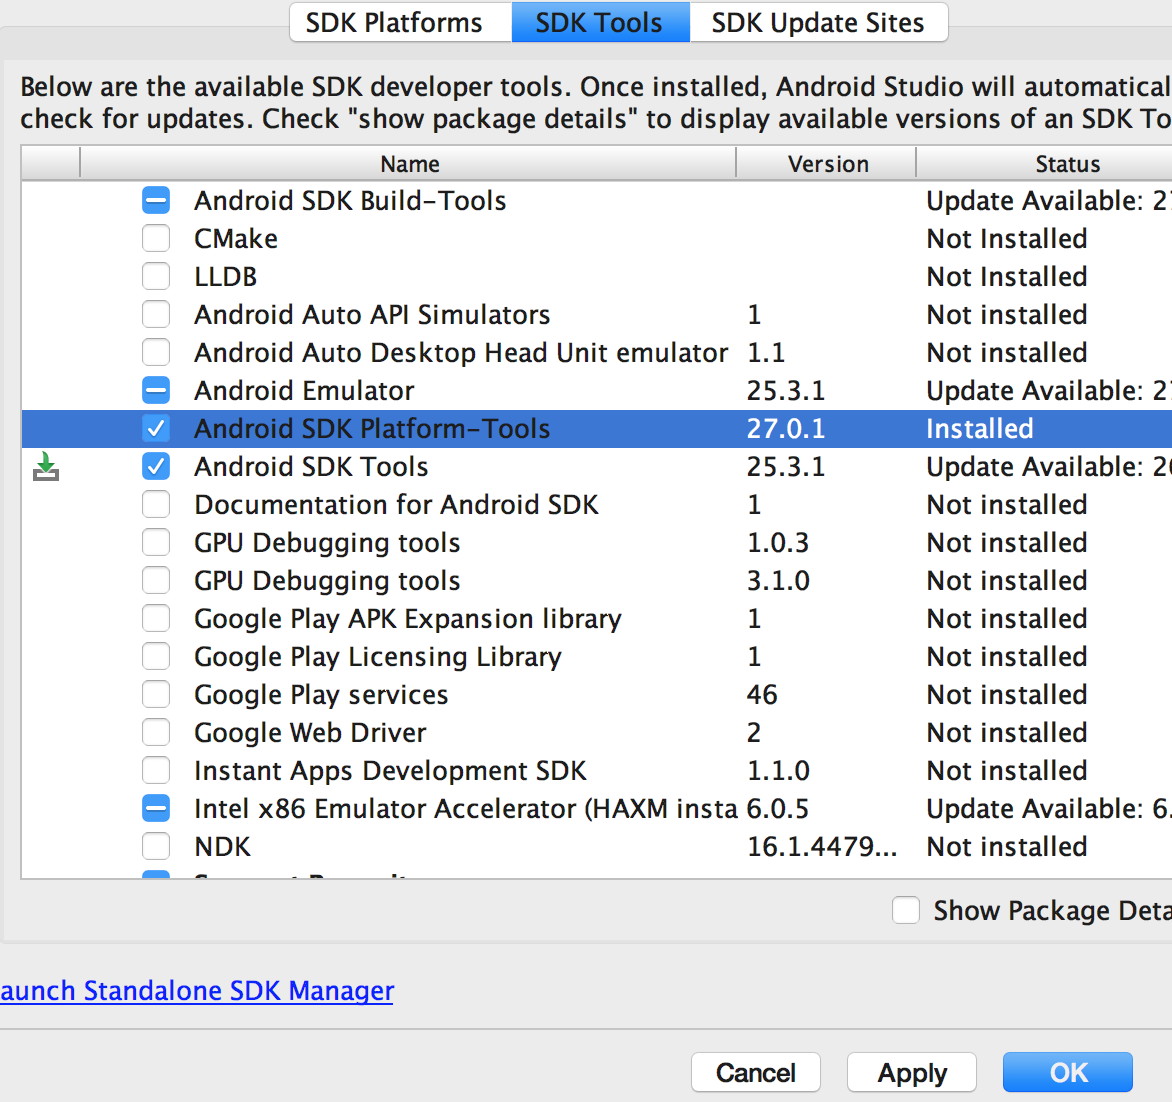 SDK Platforms SDK Tools SDK Update Sites
Below are the available SDK developer tools. Once installed, Android Studio will automatical
check for updates. Check "show package details" to display available versions of an SDK To
Name Version Status
Android SDK Build-Tools Update Available: 27
CMake Not Installed
LLDB Not Installed
Android Auto API Simulators 1 Not installed
Android Auto Desktop Head Unit emulator 1.1 Not installed
Android Emulator 25.3.1 Update Available: 27
Android SDK Platform-Tools 27.0.1 Installed
Android SDK Tools 25.3.1 Update Available: 26
Documentation for Android SDK 1 Not installed
GPU Debugging tools 1.0.3 Not installed
GPU Debugging tools 3.1.0 Not installed
Google Play APK Expansion library 1 Not installed
Google Play Licensing Library 1 Not installed
Google Play services 46 Not installed
Google Web Driver 2 Not installed
Instant Apps Development SDK 1.1.0 Not installed
Intel x86 Emulator Accelerator (HAXM insta 6.0.5 Update Available: 6.
NDK 16.1.4479... Not installed
Show Package Deta
aunch Standalone SDK Manager
Cancel Apply OK